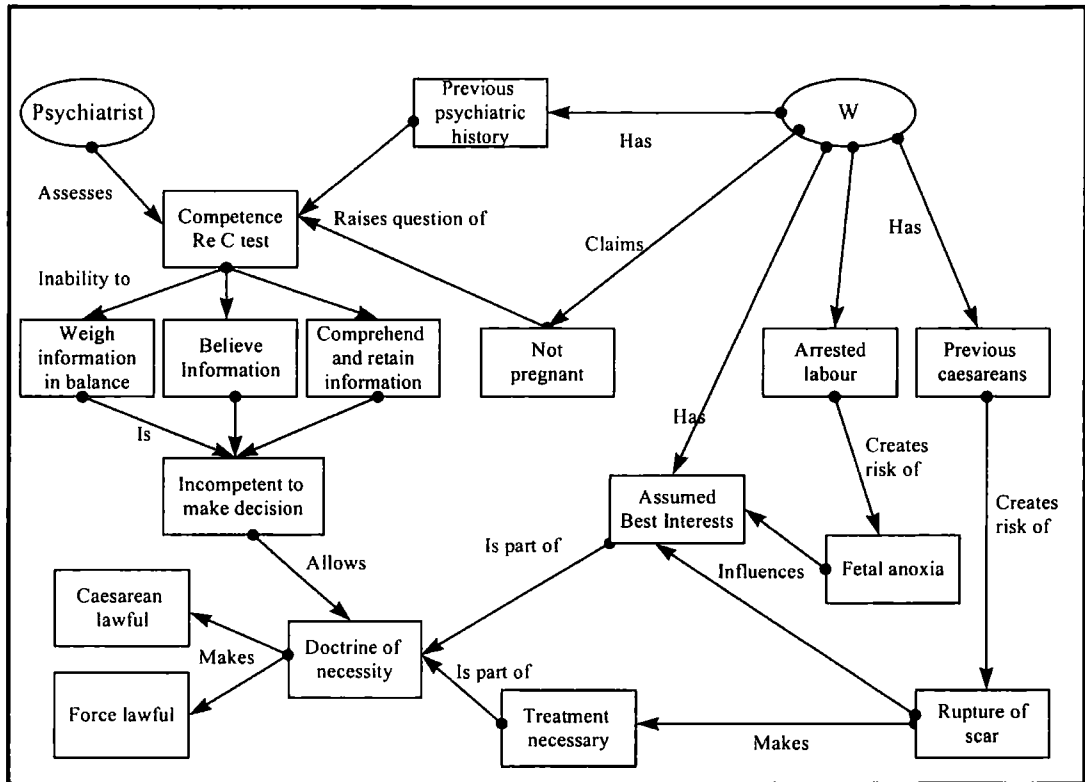 Psychiatrist
Previous
psychiatric
history
W
Has
Assesses
Competence
Re C test
Raises question of
Claims
Has
Inability to
Weigh
information
in balance
Believe
Information
Comprehend
and retain
information
Not
pregnant
Arrested
labour
Previous
caesareans
Is
Has
Creates
risk of
Incompetent to
make decision
Assumed
Best Interests
Creates
risk of
Allows
Is part of
Influences
Fetal anoxia
Caesarean
lawful
Makes
Doctrine of
necessity
Is part of
Force lawful
Treatment
necessary
Makes
Rupture of
scar